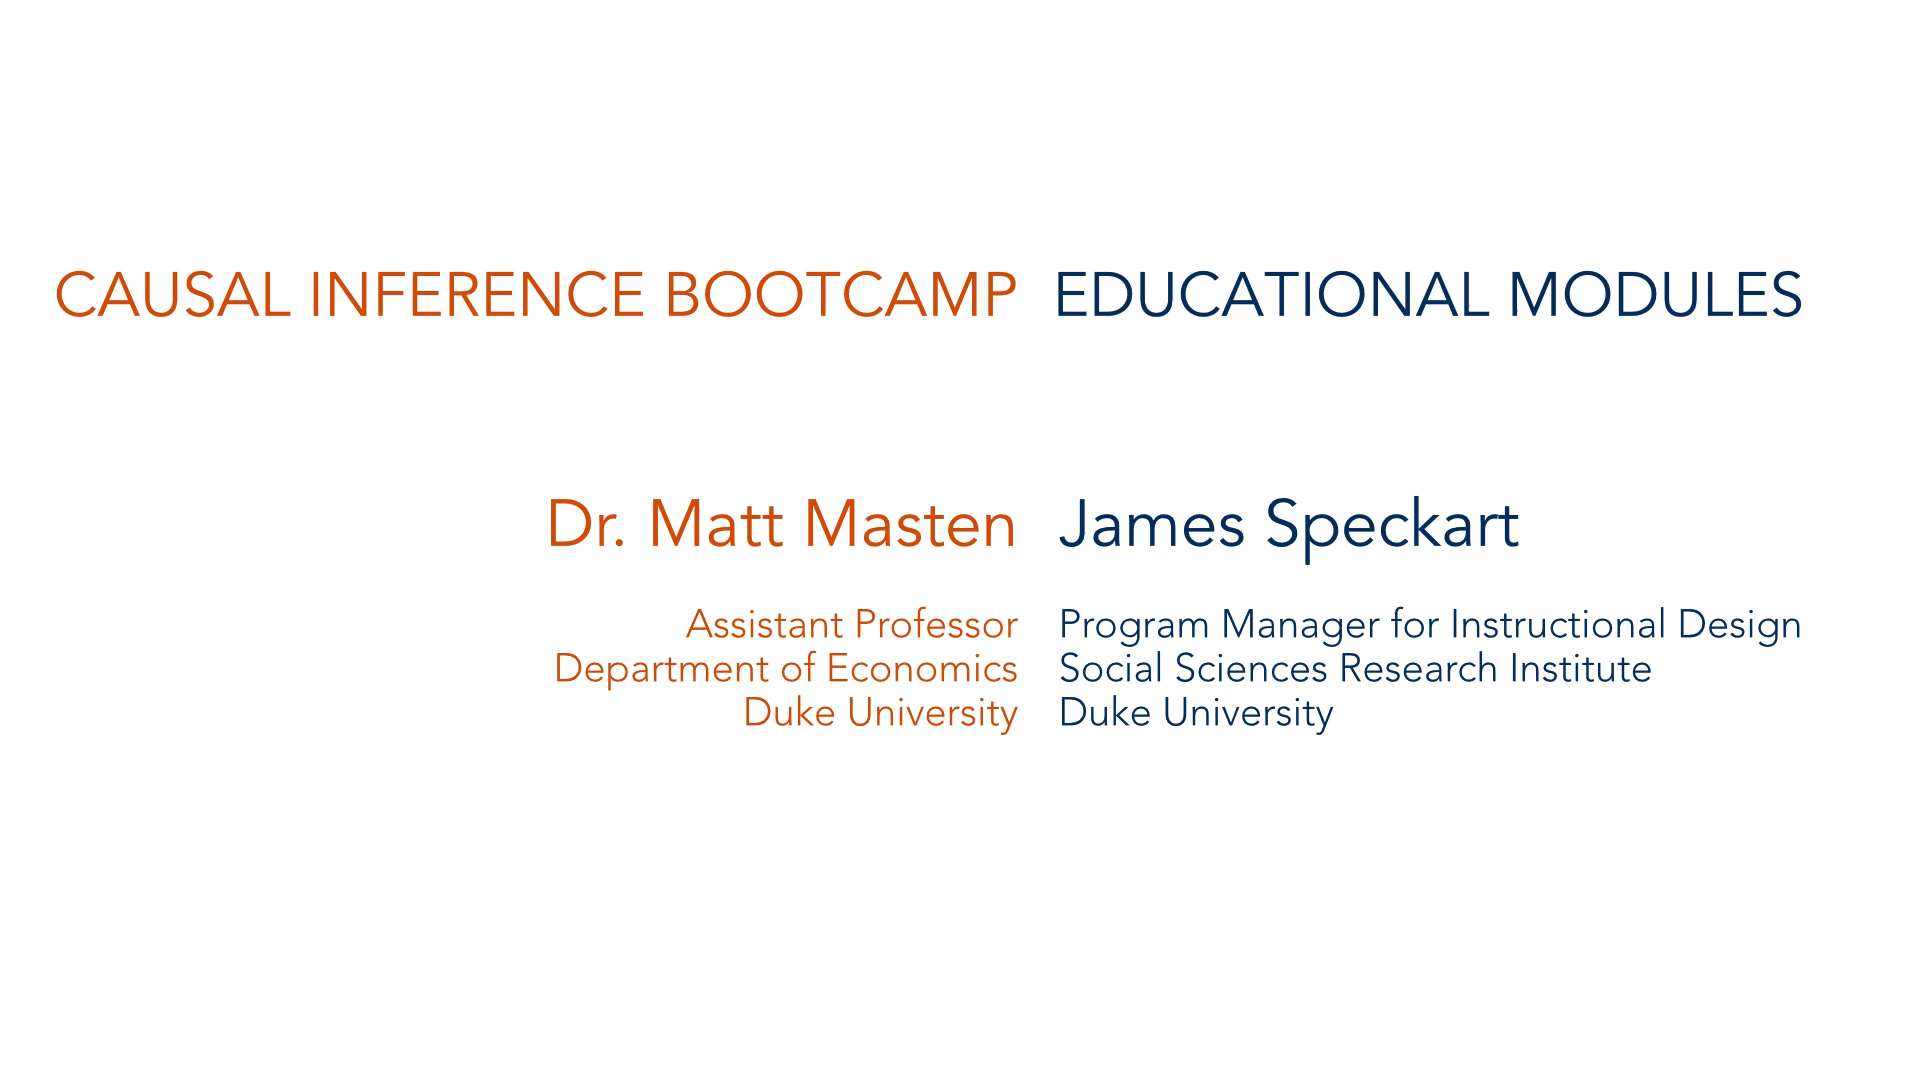 CAUSAL INFERENCE BOOTCAMP EDUCATIONAL MODULES
Dr. Matt Masten
Assistant Professor
Department of Economics
Duke University
James Speckart
Program Manager for Instructional Design
Social Sciences Research Institute
Duke University